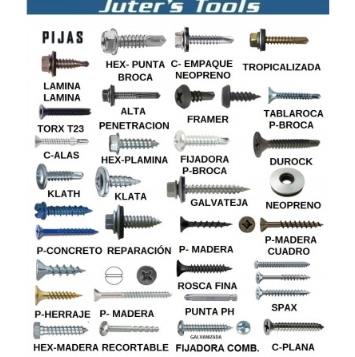 Juter's Tools
PIJAS
HEX- PUNTA
BROCA
C- EMPAQUE
NEOPRENO
TROPICALIZADA
LAMINA
LAMINA
ALTA
PENETRACION
FRAMER
TABLAROCA
P-BROCA
TORX T23
C-ALAS
HEX-PLAMINA
FIJADORA
P-BROCA
DUROCK
KLATH
KLATA
GALVATEJA
NEOPRENO
P-CONCRETO
REPARACIÓN
P- MADERA
P-MADERA
CUADRO
ROSCA FINA
P-HERRAJE
P- MADERA
PUNTA PH
SPAX
GALVANIZADA
HEX-MADERA
RECORTABLE
FIJADORA COMB.
C-PLANA